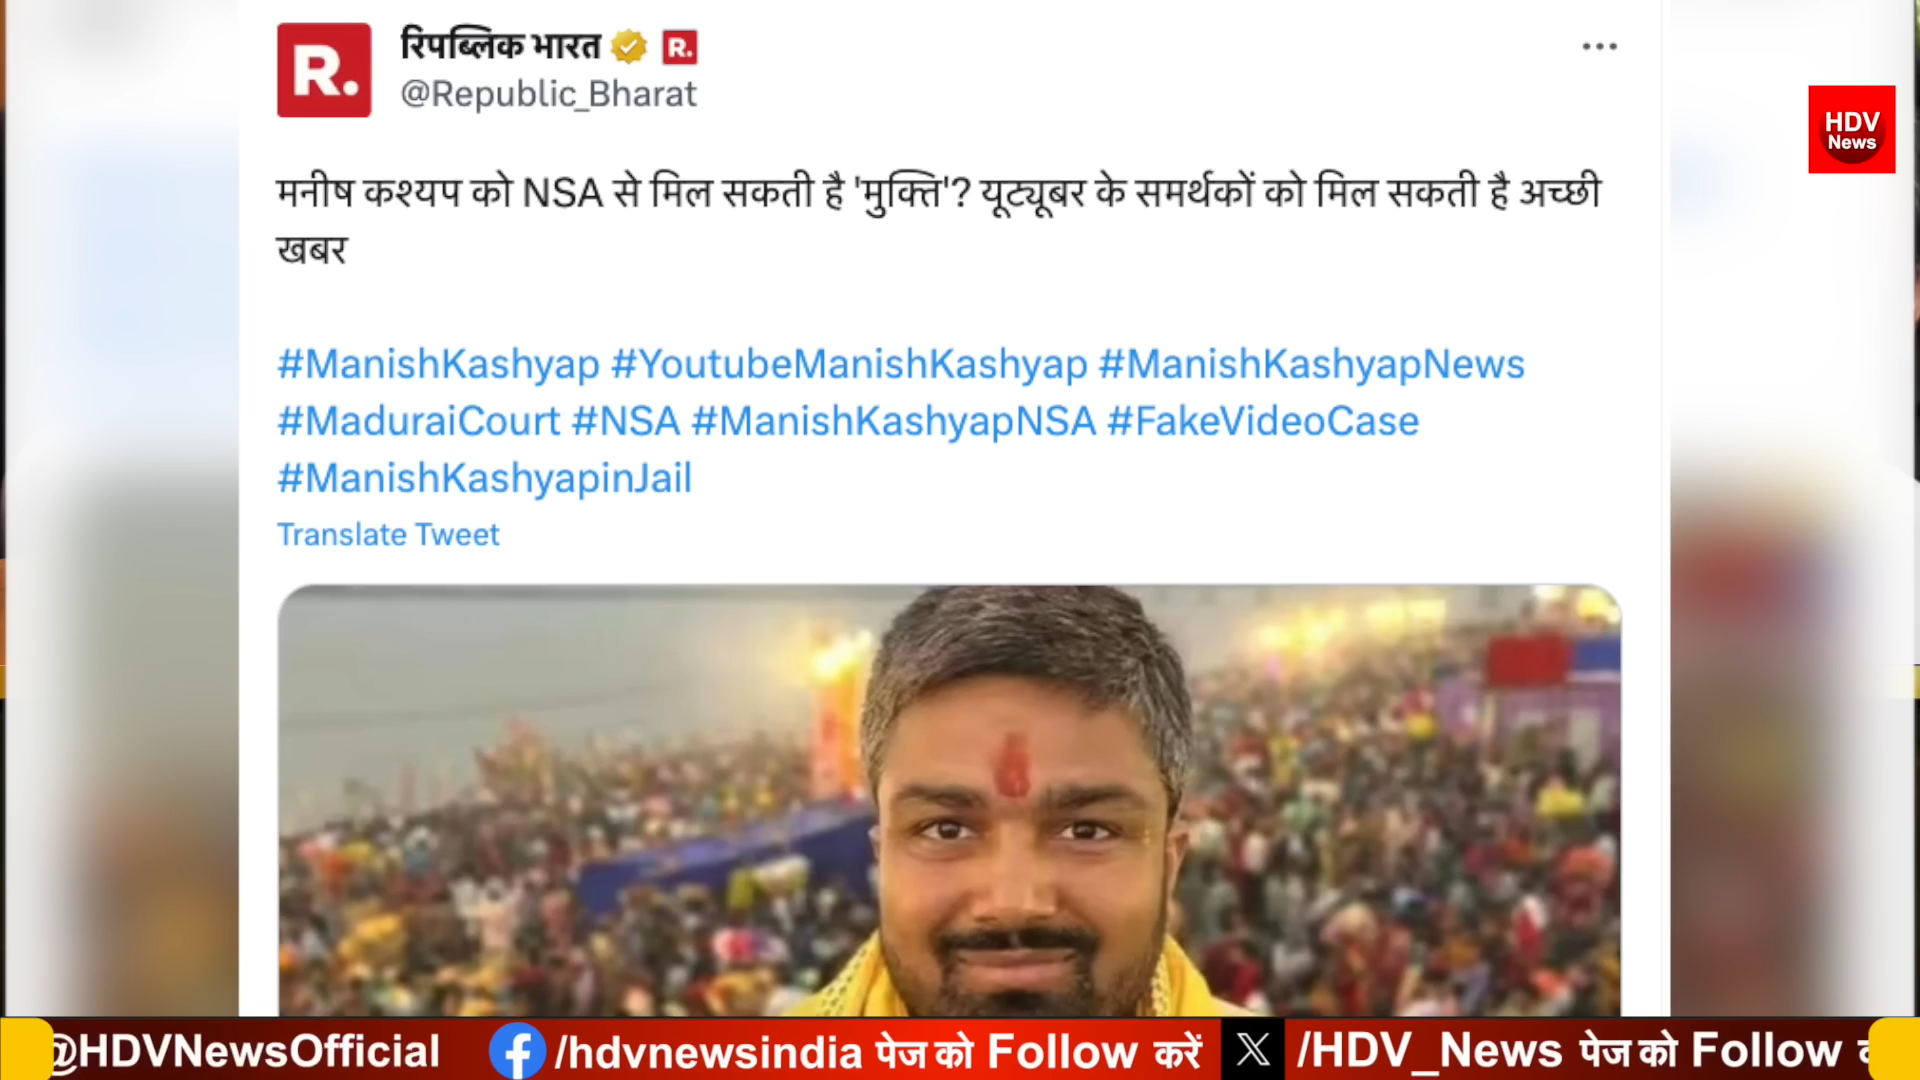 R.
रिपब्लिक भारत R.
@Republic_Bharat
HDV
News
मनीष कश्यप को NSA से मिल सकती है 'मुक्ति'? यूट्यूबर के समर्थकों को मिल सकती है अच्छी
खबर
#ManishKashyap #YoutubeManishKashyap #ManishKashyapNews
#MaduraiCourt #NSA #ManishKashyapNSA #FakeVideoCase
#ManishKashyapinJail
Translate Tweet
@HDVNewsOfficial /hdvnewsindia पेज को Follow करें X /HDV_News पेज को Follow